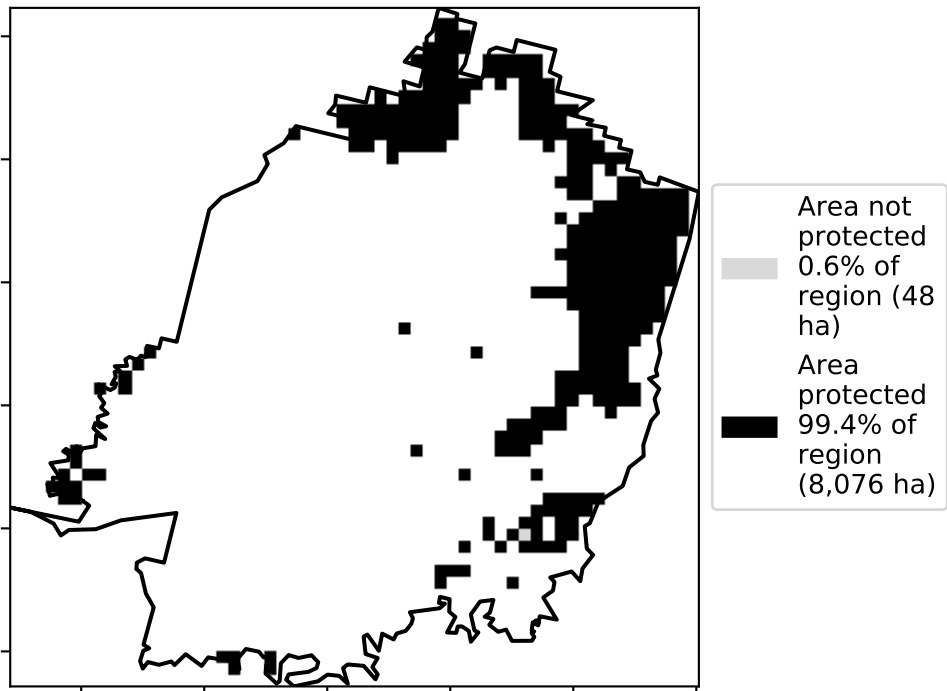 Area not
protected
0.6% of
region (48
ha)
Area
protected
99.4% of
region
(8,076 ha)